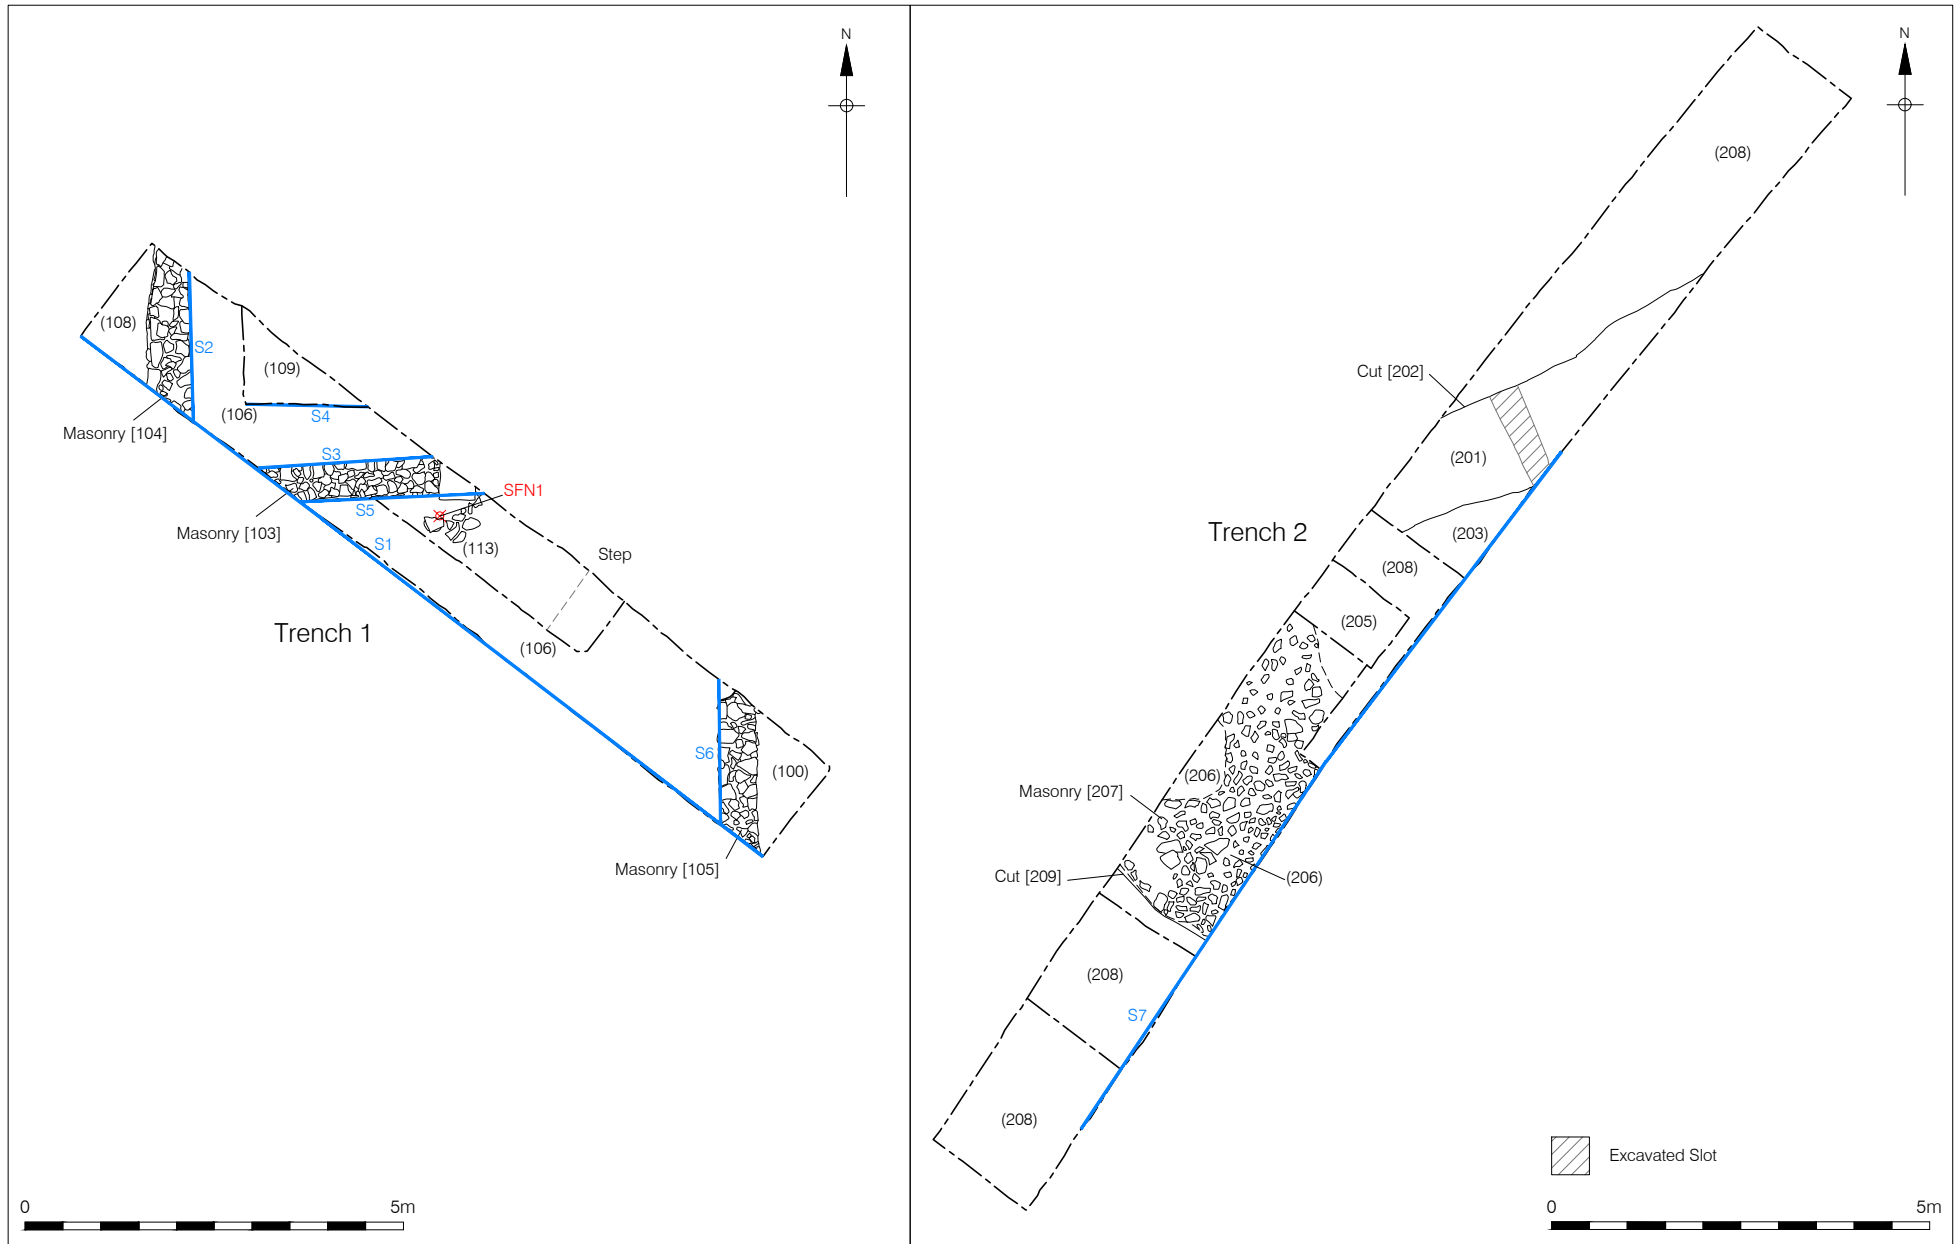 N
(108)
S2
(109)
(106)
S4
Masonry [104]
S3
SFN1
S5
Masonry [103]
S1
(113)
Step
Trench 1
(106)
S6
(100)
Masonry [105]
0 5m
N
(208)
Cut [202]
(201)
Trench 2
(203)
(208)
(205)
(206)
Masonry [207]
Cut [209]
(206)
(208)
S7
(208)
Excavated Slot
0 5m